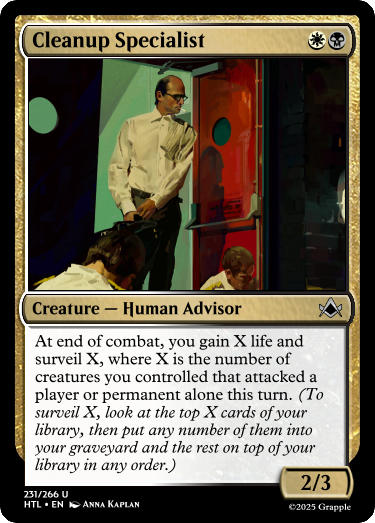 Cleanup Specialist
Creature — Human Advisor
At end of combat, you gain X life and
surveil X, where X is the number of
creatures you controlled that attacked a
player or permanent alone this turn. (To
surveil X, look at the top X cards of your
library, then put any number of them into
your graveyard and the rest on top of your
library in any order.)
2/3
231/266 U
HTL • EN Anna Kaplan
©2025 Grapple